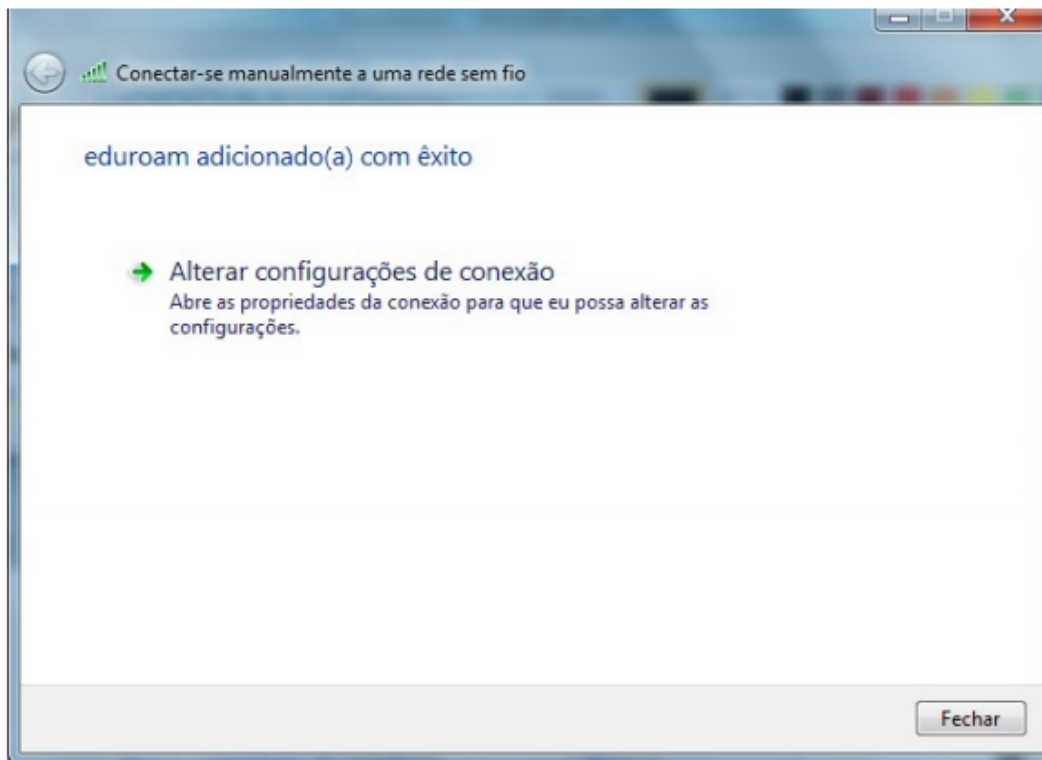 Conectar-se manualmente a uma rede sem fio
eduroam adicionado(a) com êxito
Alterar configurações de conexão
Abre as propriedades da conexão para que eu possa alterar as
configurações.
Fechar